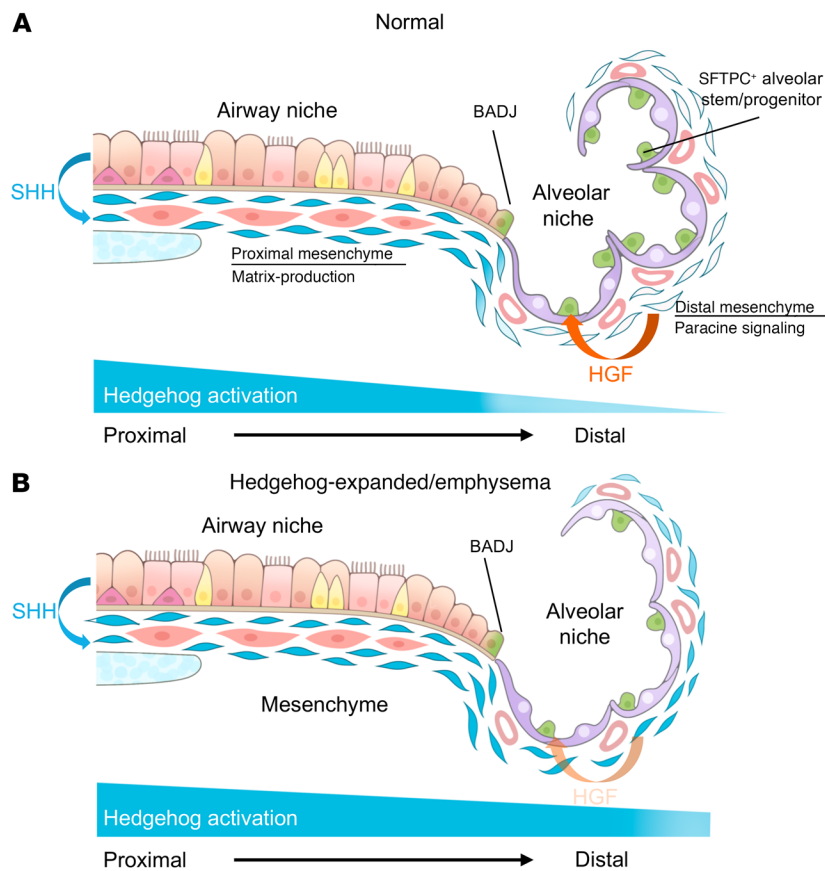 A
Normal
SFTPC⁺ alveolar
stem/progenitor
Airway niche
BADJ
SHH
Alveolar
niche
Proximal mesenchyme
Matrix-production
Distal mesenchyme
Paracine signaling
HGF
Hedgehog activation
Proximal
Distal
B
Hedgehog-expanded/emphysema
Airway niche
BADJ
SHH
Alveolar
niche
Mesenchyme
HGF
Hedgehog activation
Proximal
Distal